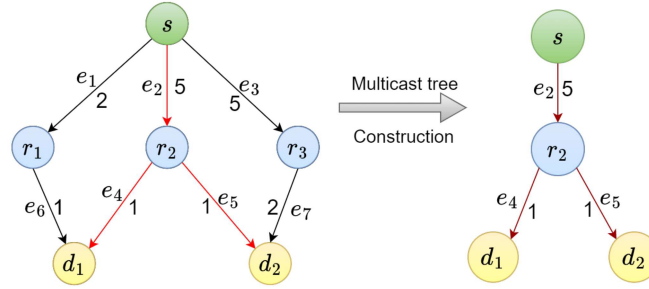 s
e1 2 e2 5 5 e3
r1 r2 r3
e6 1 e4 1 1 e5 2 e7
d1 d2
Multicast tree
Construction
s
e2 5
r2
e4 1 1 e5
d1 d2